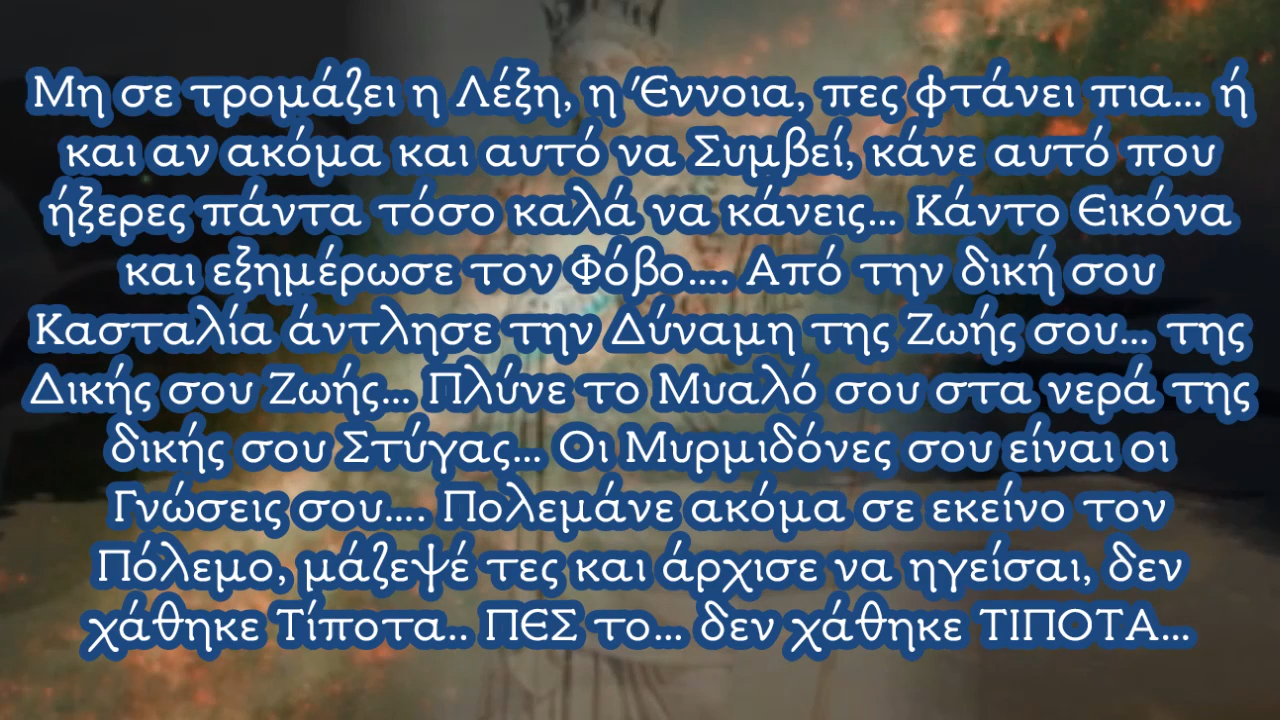 Μη σε τρομάζει η Λέξη, η Έννοια, πες φτάνει πια... ή
και αν ακόμα και αυτό να Συμβεί, κάνε αυτό που
ήξερες πάντα τόσο καλά να κάνεις... Κάντο Εικόνα
και εξημέρωσε τον Φόβο.... Από την δική σου
Κασταλία άντλησε την Δύναμη της Ζωής σου... της
Δικής σου Ζωής... Πλύνε το Μυαλό σου στα νερά της
δικής σου Στύγας... Οι Μυρμιδόνες σου είναι οι
Γνώσεις σου.... Πολεμάνε ακόμα σε εκείνο τον
Πόλεμο, μάζεψέ τες και άρχισε να ηγείσαι, δεν
χάθηκε Τίποτα.. ΠΕΣ το... δεν χάθηκε ΤΙΠΟΤΑ...